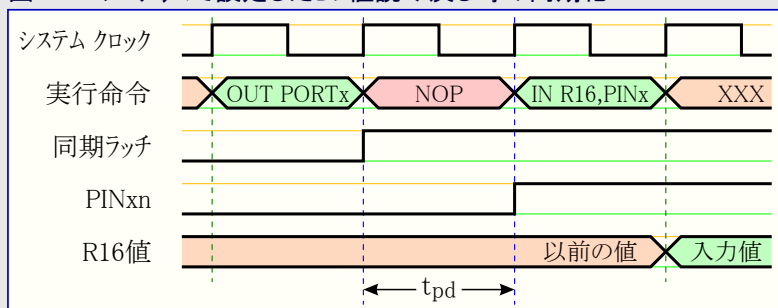 システム クロック
実行命令 OUT PORTx NOP IN R16,PINx XXX
同期ラッチ
PINxn
R16値 以前の値 入力値
tpd